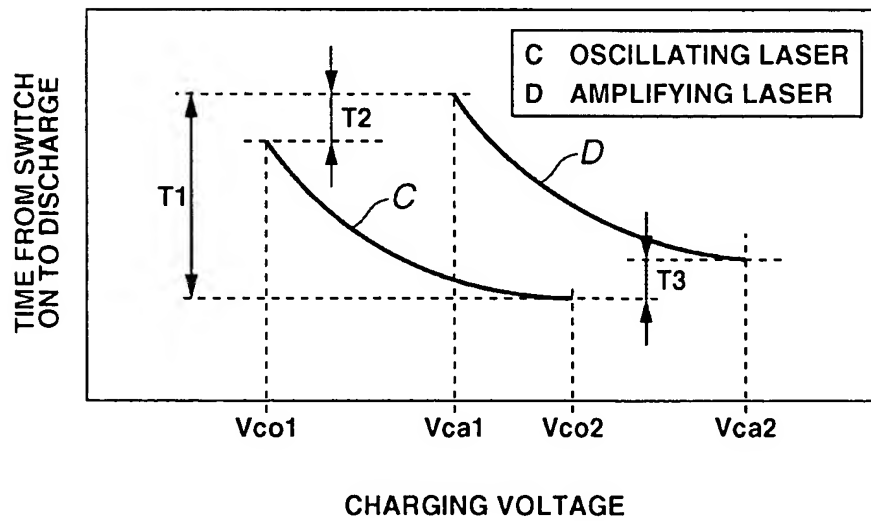 C OSCILLATING LASER
D AMPLIFYING LASER
TIME FROM SWITCH
ON TO DISCHARGE
T1
T2
C
D
T3
Vco1
Vca1
Vco2
Vca2
CHARGING VOLTAGE